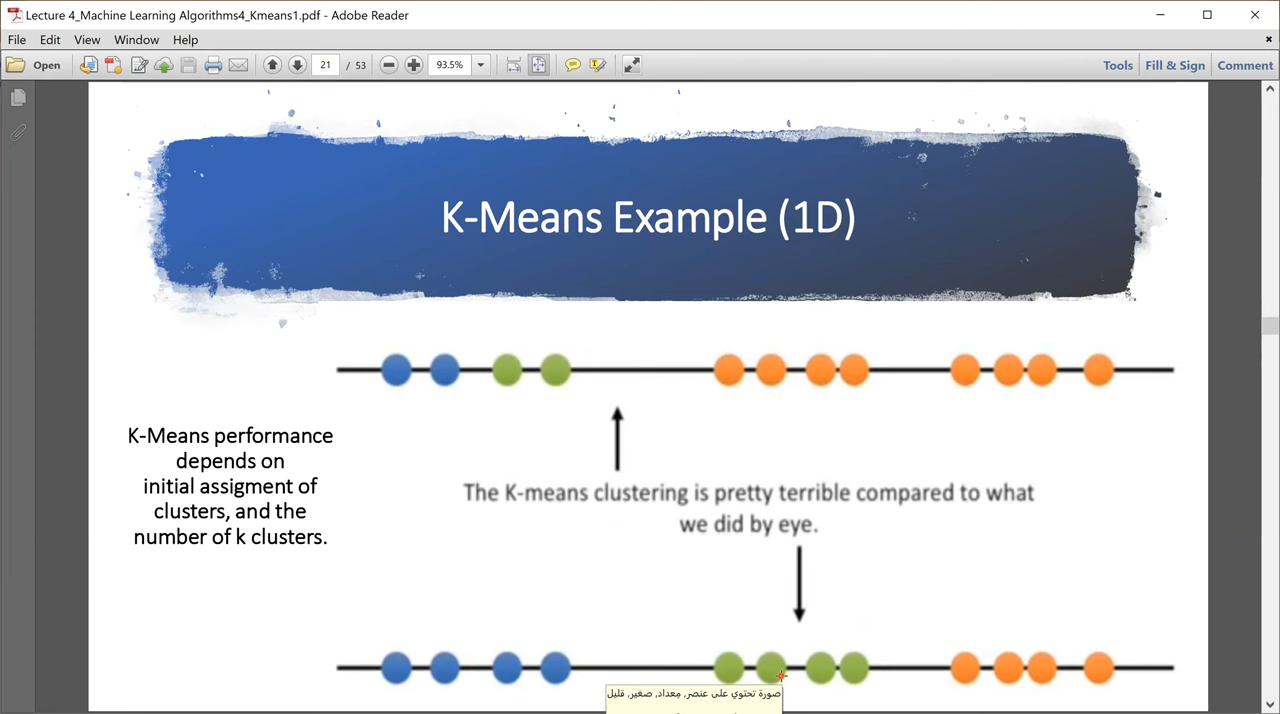 Lecture 4_Machine Learning Algorithms4_Kmeans1.pdf - Adobe Reader
File Edit View Window Help
Open 21 / 53 93.5% Tools Fill & Sign Comment
K-Means Example (1D)
K-Means performance
depends on
initial assigment of
clusters, and the
number of k clusters.
The K-means clustering is pretty terrible compared to what
we did by eye.
صورة تحتوي على عنصر, معداد, صغير, قليل